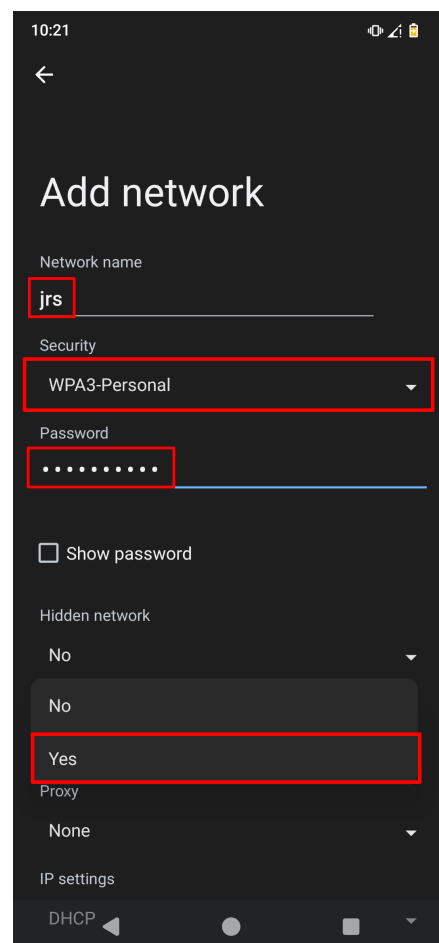 10:21
Add network
Network name
jrs
Security
WPA3-Personal
Password
••••••••••
Show password
Hidden network
No
No
Yes
Proxy
None
IP settings
DHCP